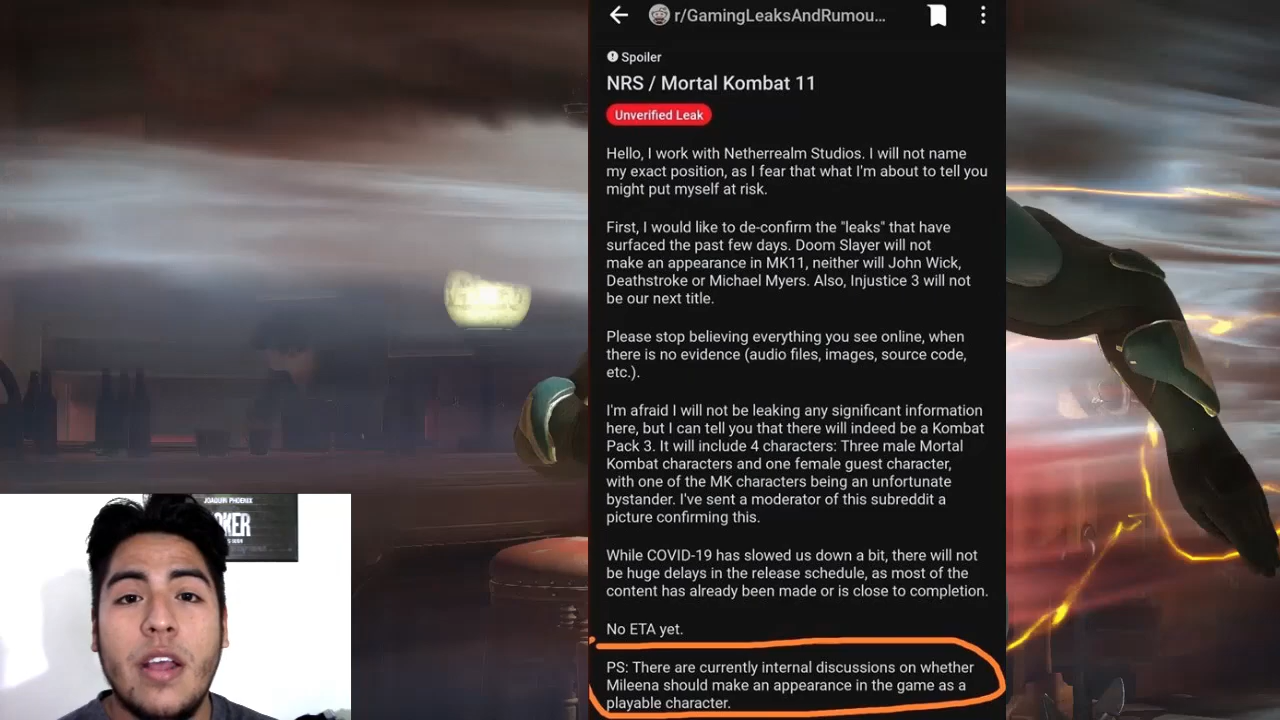 r/GamingLeaksAndRumou...
Spoiler
NRS / Mortal Kombat 11
Unverified Leak
Hello, I work with Netherrealm Studios. I will not name
my exact position, as I fear that what I'm about to tell you
might put myself at risk.
First, I would like to de-confirm the "leaks" that have
surfaced the past few days. Doom Slayer will not
make an appearance in MK11, neither will John Wick,
Deathstroke or Michael Myers. Also, Injustice 3 will not
be our next title.
Please stop believing everything you see online, when
there is no evidence (audio files, images, source code,
etc.).
I'm afraid I will not be leaking any significant information
here, but I can tell you that there will indeed be a Kombat
Pack 3. It will include 4 characters: Three male Mortal
Kombat characters and one female guest character,
with one of the MK characters being an unfortunate
bystander. I've sent a moderator of this subreddit a
picture confirming this.
While COVID-19 has slowed us down a bit, there will not
be huge delays in the release schedule, as most of the
content has already been made or is close to completion.
No ETA yet.
PS: There are currently internal discussions on whether
Mileena should make an appearance in the game as a
playable character.
JOAQUIN PHOENIX
OKER